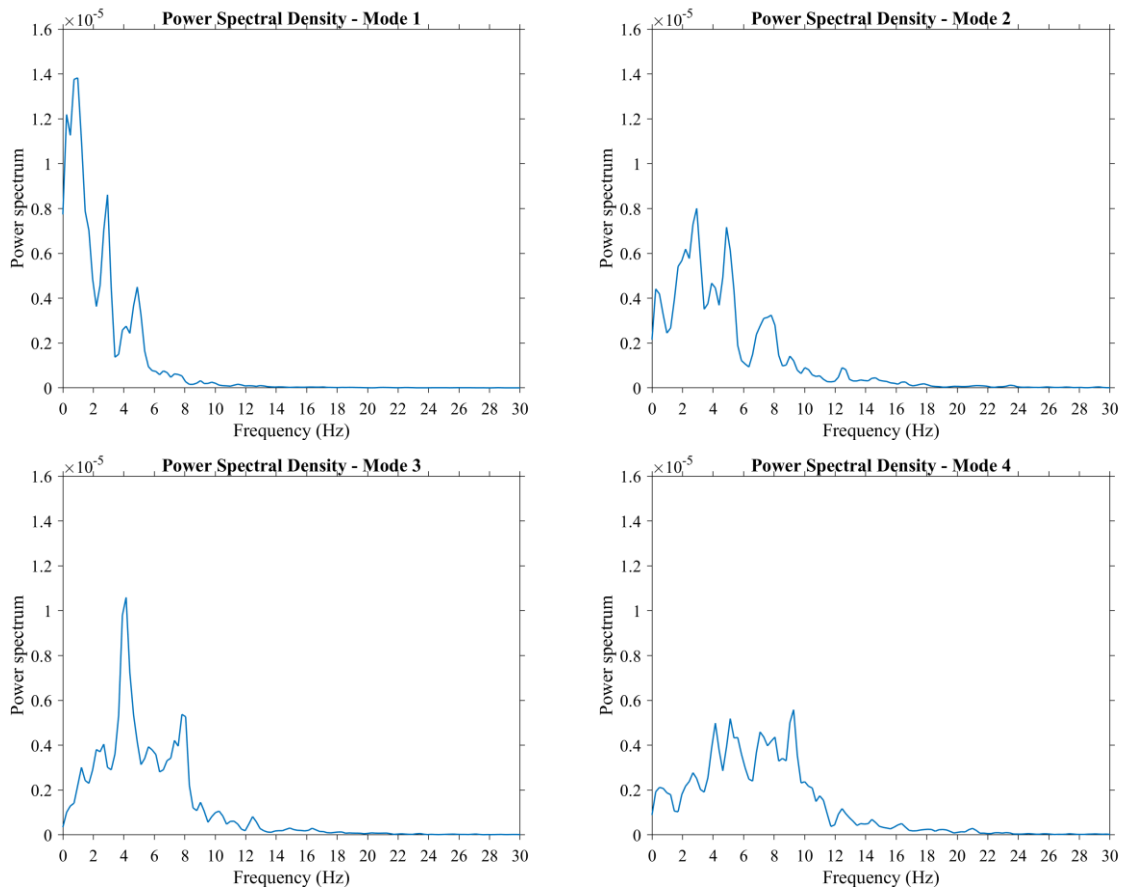 Power Spectral Density - Mode 1
×10-5
1.6
1.4
1.2
1
0.8
0.6
0.4
0.2
0
Power spectrum
0 2 4 6 8 10 12 14 16 18 20 22 24 26 28 30
Frequency (Hz)
Power Spectral Density - Mode 2
×10-5
1.6
1.4
1.2
1
0.8
0.6
0.4
0.2
0
Power spectrum
0 2 4 6 8 10 12 14 16 18 20 22 24 26 28 30
Frequency (Hz)
Power Spectral Density - Mode 3
×10-5
1.6
1.4
1.2
1
0.8
0.6
0.4
0.2
0
Power spectrum
0 2 4 6 8 10 12 14 16 18 20 22 24 26 28 30
Frequency (Hz)
Power Spectral Density - Mode 4
×10-5
1.6
1.4
1.2
1
0.8
0.6
0.4
0.2
0
Power spectrum
0 2 4 6 8 10 12 14 16 18 20 22 24 26 28 30
Frequency (Hz)